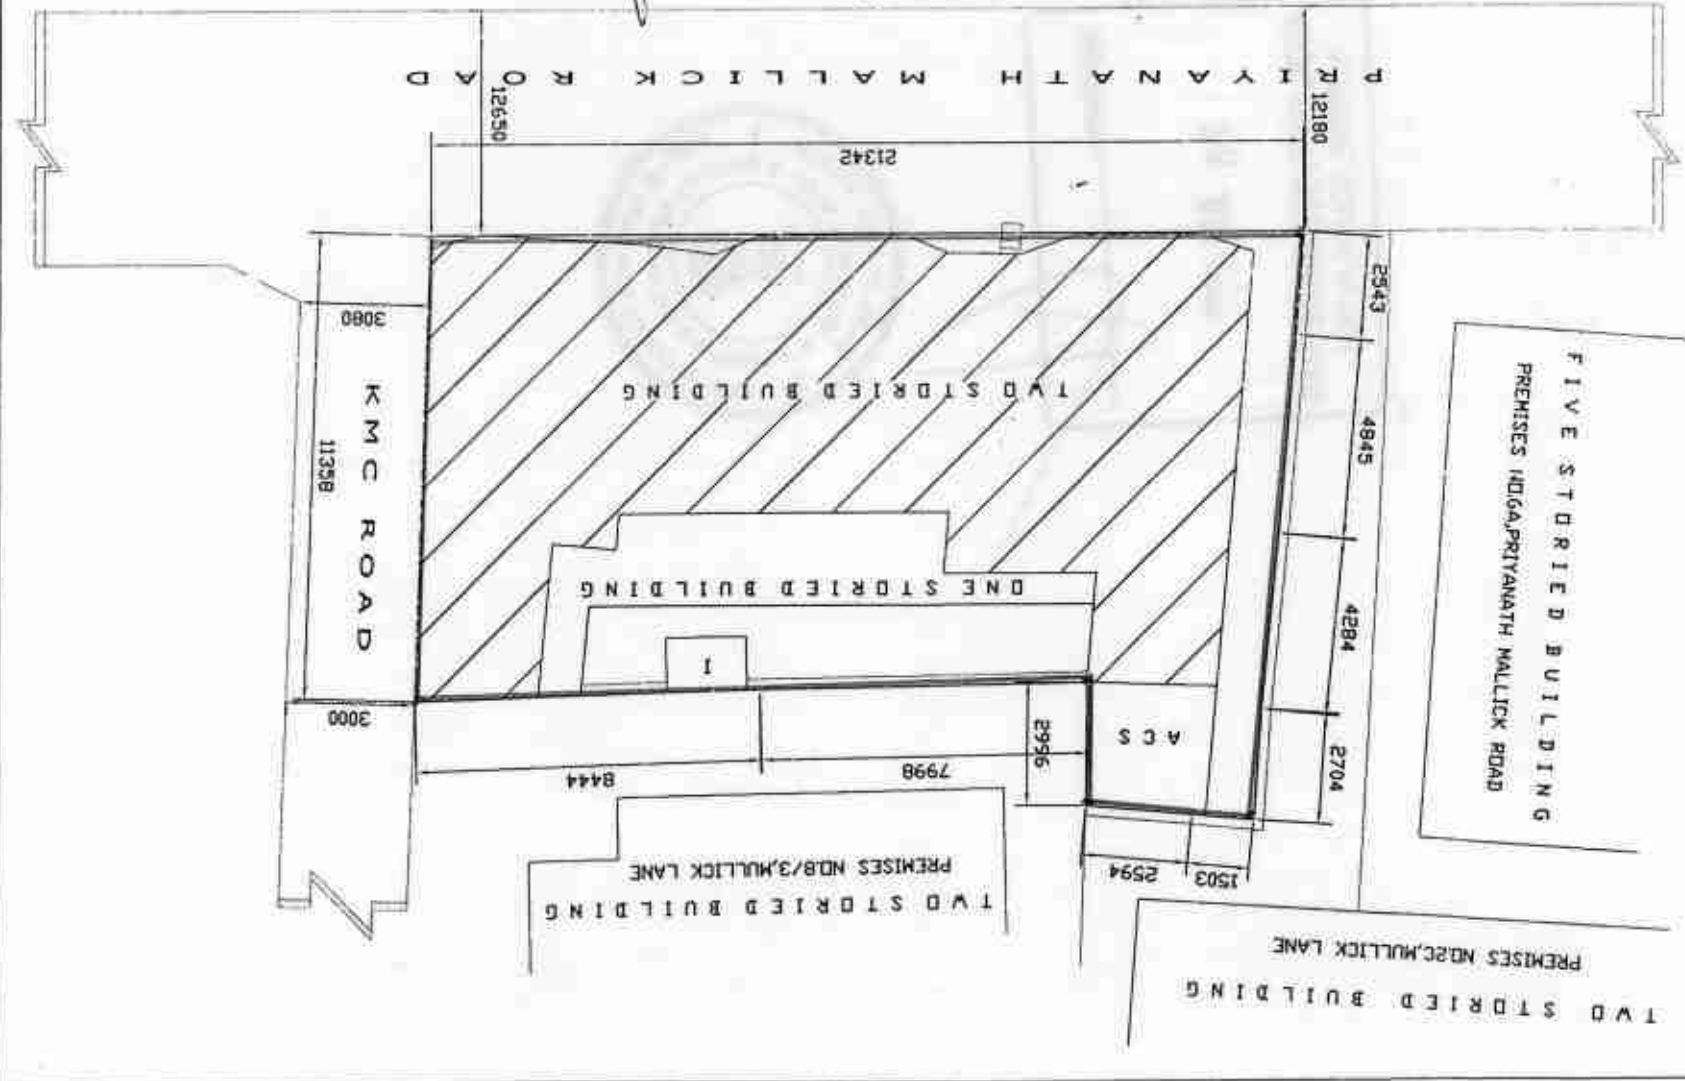 TWO STORIED BUILDING
PREMISES NO.2C,MULLICK LANE
TWO STORIED BUILDING
PREMISES NO.8/3,MULLICK LANE
1503
2594
7998
8444
2996
3000
ACS
I
ONE STORIED BUILDING
TWO STORIED BUILDING
2704
4284
4845
2543
FIVE STORIED BUILDING
PREMISES NO.6A,PRIYANATH MALLICK ROAD
KMC ROAD
11358
3080
21342
12180
12650
PRIYANATH MALLICK ROAD